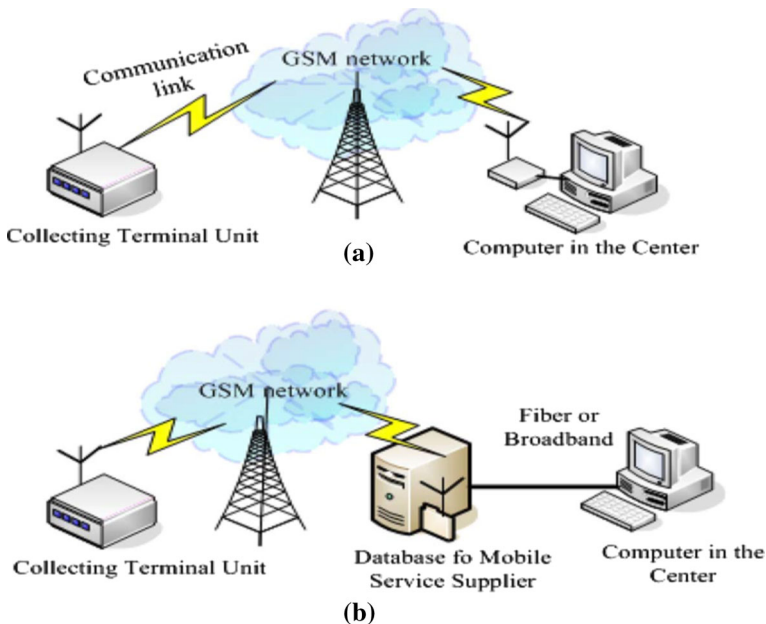 GSM network
Communication
link
Collecting Terminal Unit
Computer in the Center
(a)
GSM network
Fiber or
Broadband
Collecting Terminal Unit
Database fo Mobile
Service Supplier
Computer in the
Center
(b)